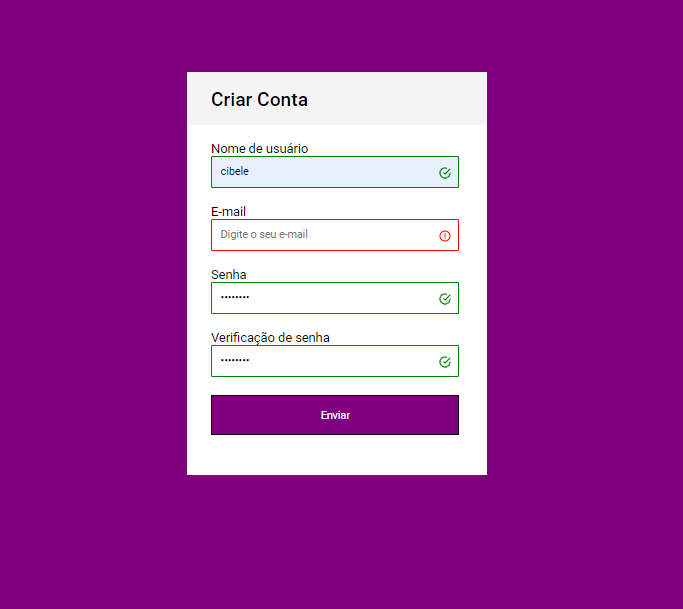 Criar Conta
Nome de usuário
cibele
E-mail
Digite o seu e-mail
Senha
••••••••
Verificação de senha
••••••••
Enviar